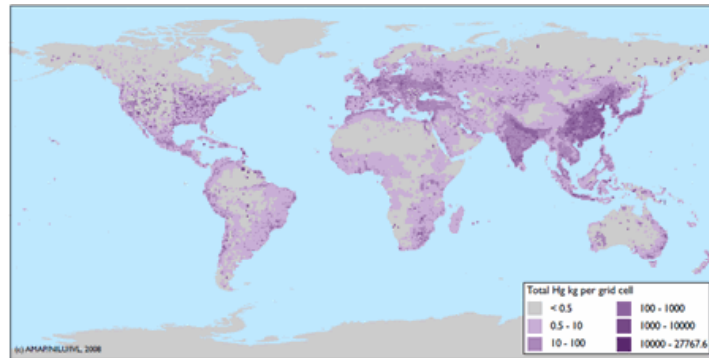 Total Hg kg per grid cell
< 0.5
0.5 - 10
10 - 100
100 - 1000
1000 - 10000
10000 - 27767.6
(c) AMAP/NILU/IVL, 2008